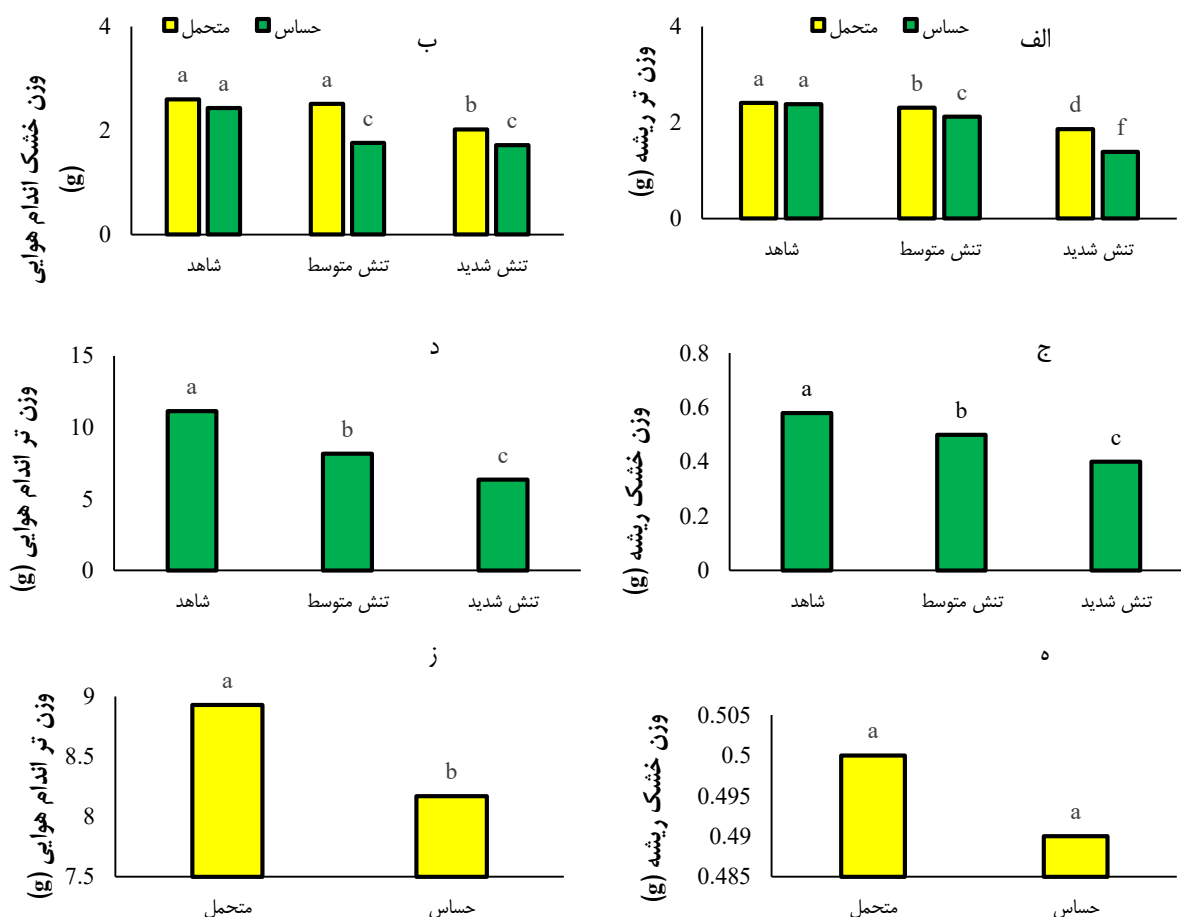 الف
متحمل حساس
وزن تر ریشه (g)
4
2
0
a a b c d f
شاهد تنش متوسط تنش شدید
ب
متحمل حساس
وزن خشک اندام هوایی
(g)
4
2
0
a a a c b c
شاهد تنش متوسط تنش شدید
ج
وزن خشک ریشه (g)
0.8
0.6
0.4
0.2
0
a b c
شاهد تنش متوسط تنش شدید
د
وزن تر اندام هوایی (g)
15
10
5
0
a b c
شاهد تنش متوسط تنش شدید
ه
وزن خشک ریشه (g)
0.505
0.5
0.495
0.49
0.485
a a
متحمل حساس
ز
وزن تر اندام هوایی (g)
9
8.5
8
7.5
a b
متحمل حساس